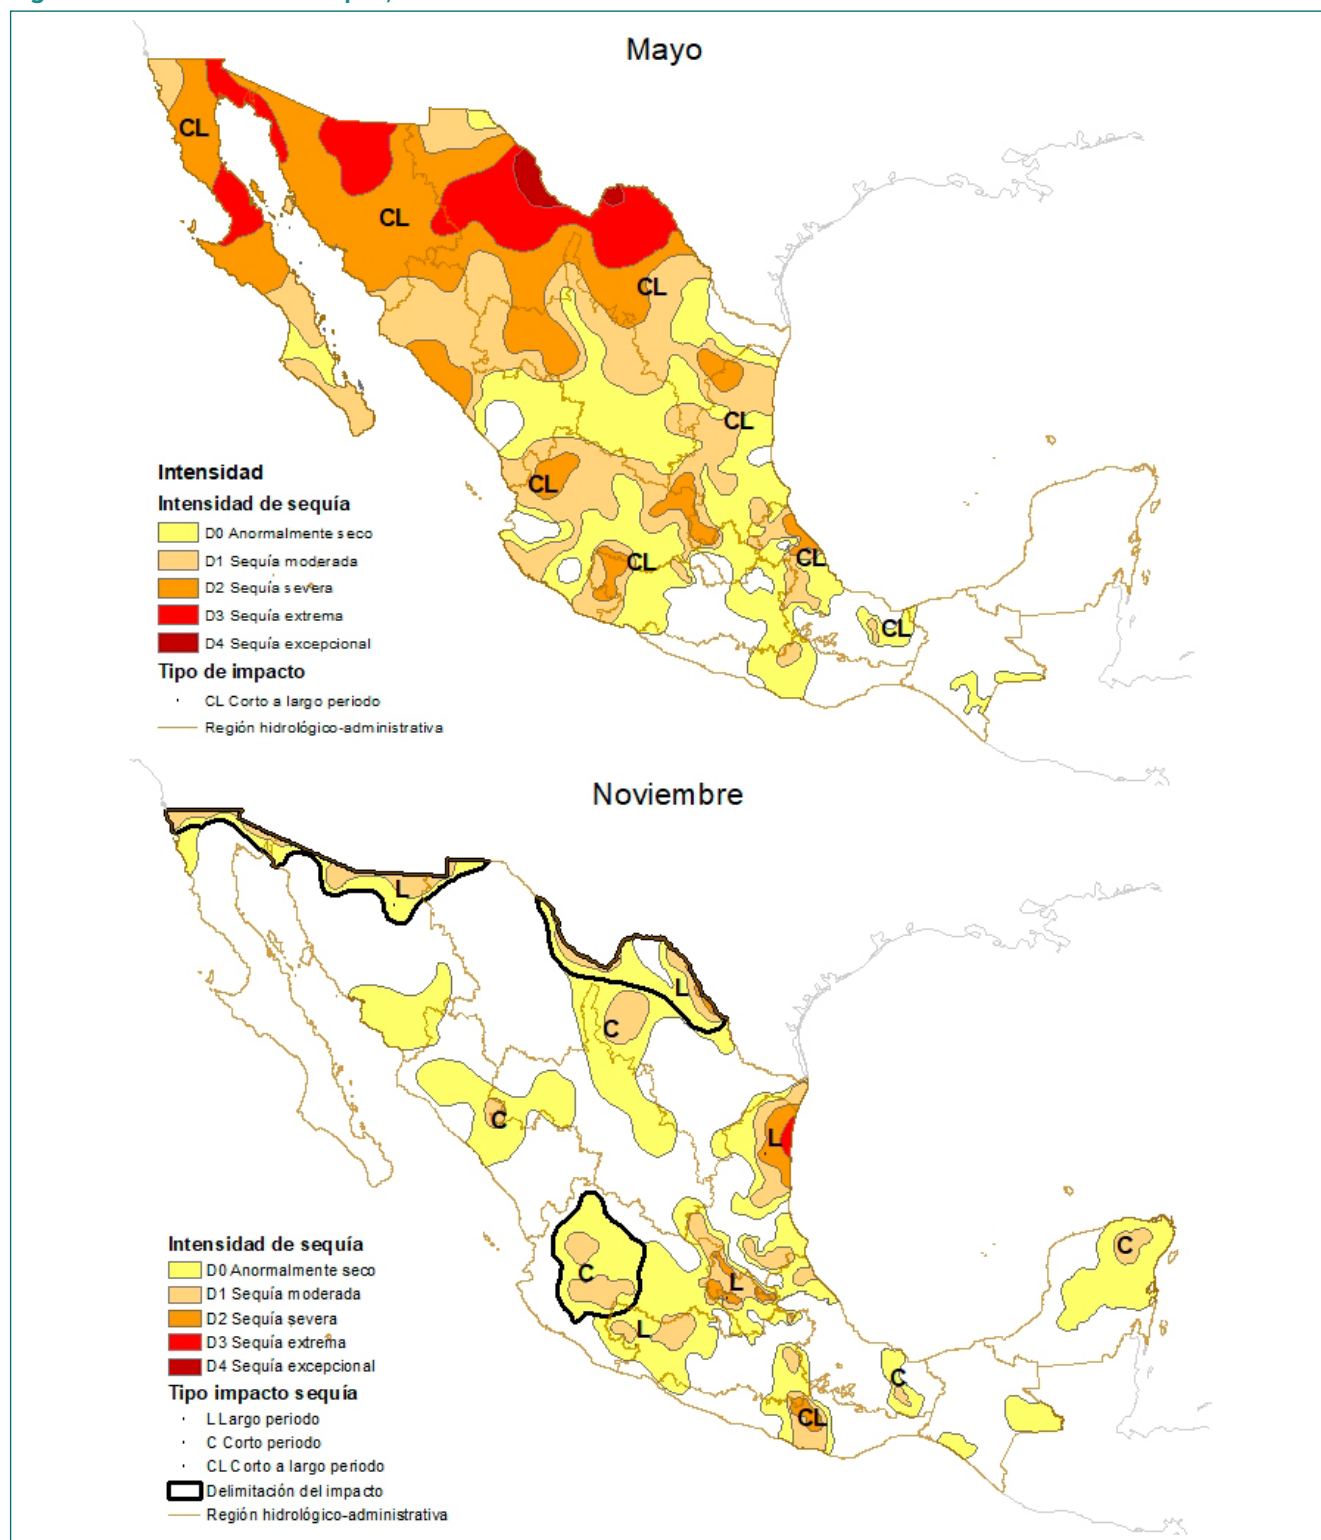 Mayo
CL
CL
CL
CL
CL
CL
CL
CL
Intensidad
Intensidad de sequía
D0 Anormalmente seco
D1 Sequía moderada
D2 Sequía severa
D3 Sequía extrema
D4 Sequía excepcional
Tipo de impacto
CL Corto a largo periodo
Región hidrológico-administrativa
Noviembre
L
L
C
C
L
C
C
L
L
C
CL
Intensidad de sequía
D0 Anormalmente seco
D1 Sequía moderada
D2 Sequía severa
D3 Sequía extrema
D4 Sequía excepcional
Tipo impacto sequía
L Largo periodo
C Corto periodo
CL Corto a largo periodo
Delimitación del impacto
Región hidrológico-administrativa